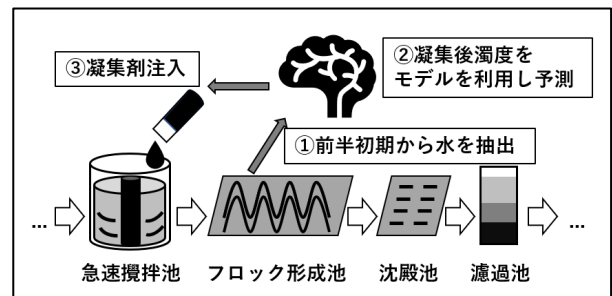 ③凝集剤注入
②凝集後濁度を
モデルを利用し予測
①前半初期から水を抽出
...
...
急速攪拌池
フロック形成池
沈殿池
濾過池